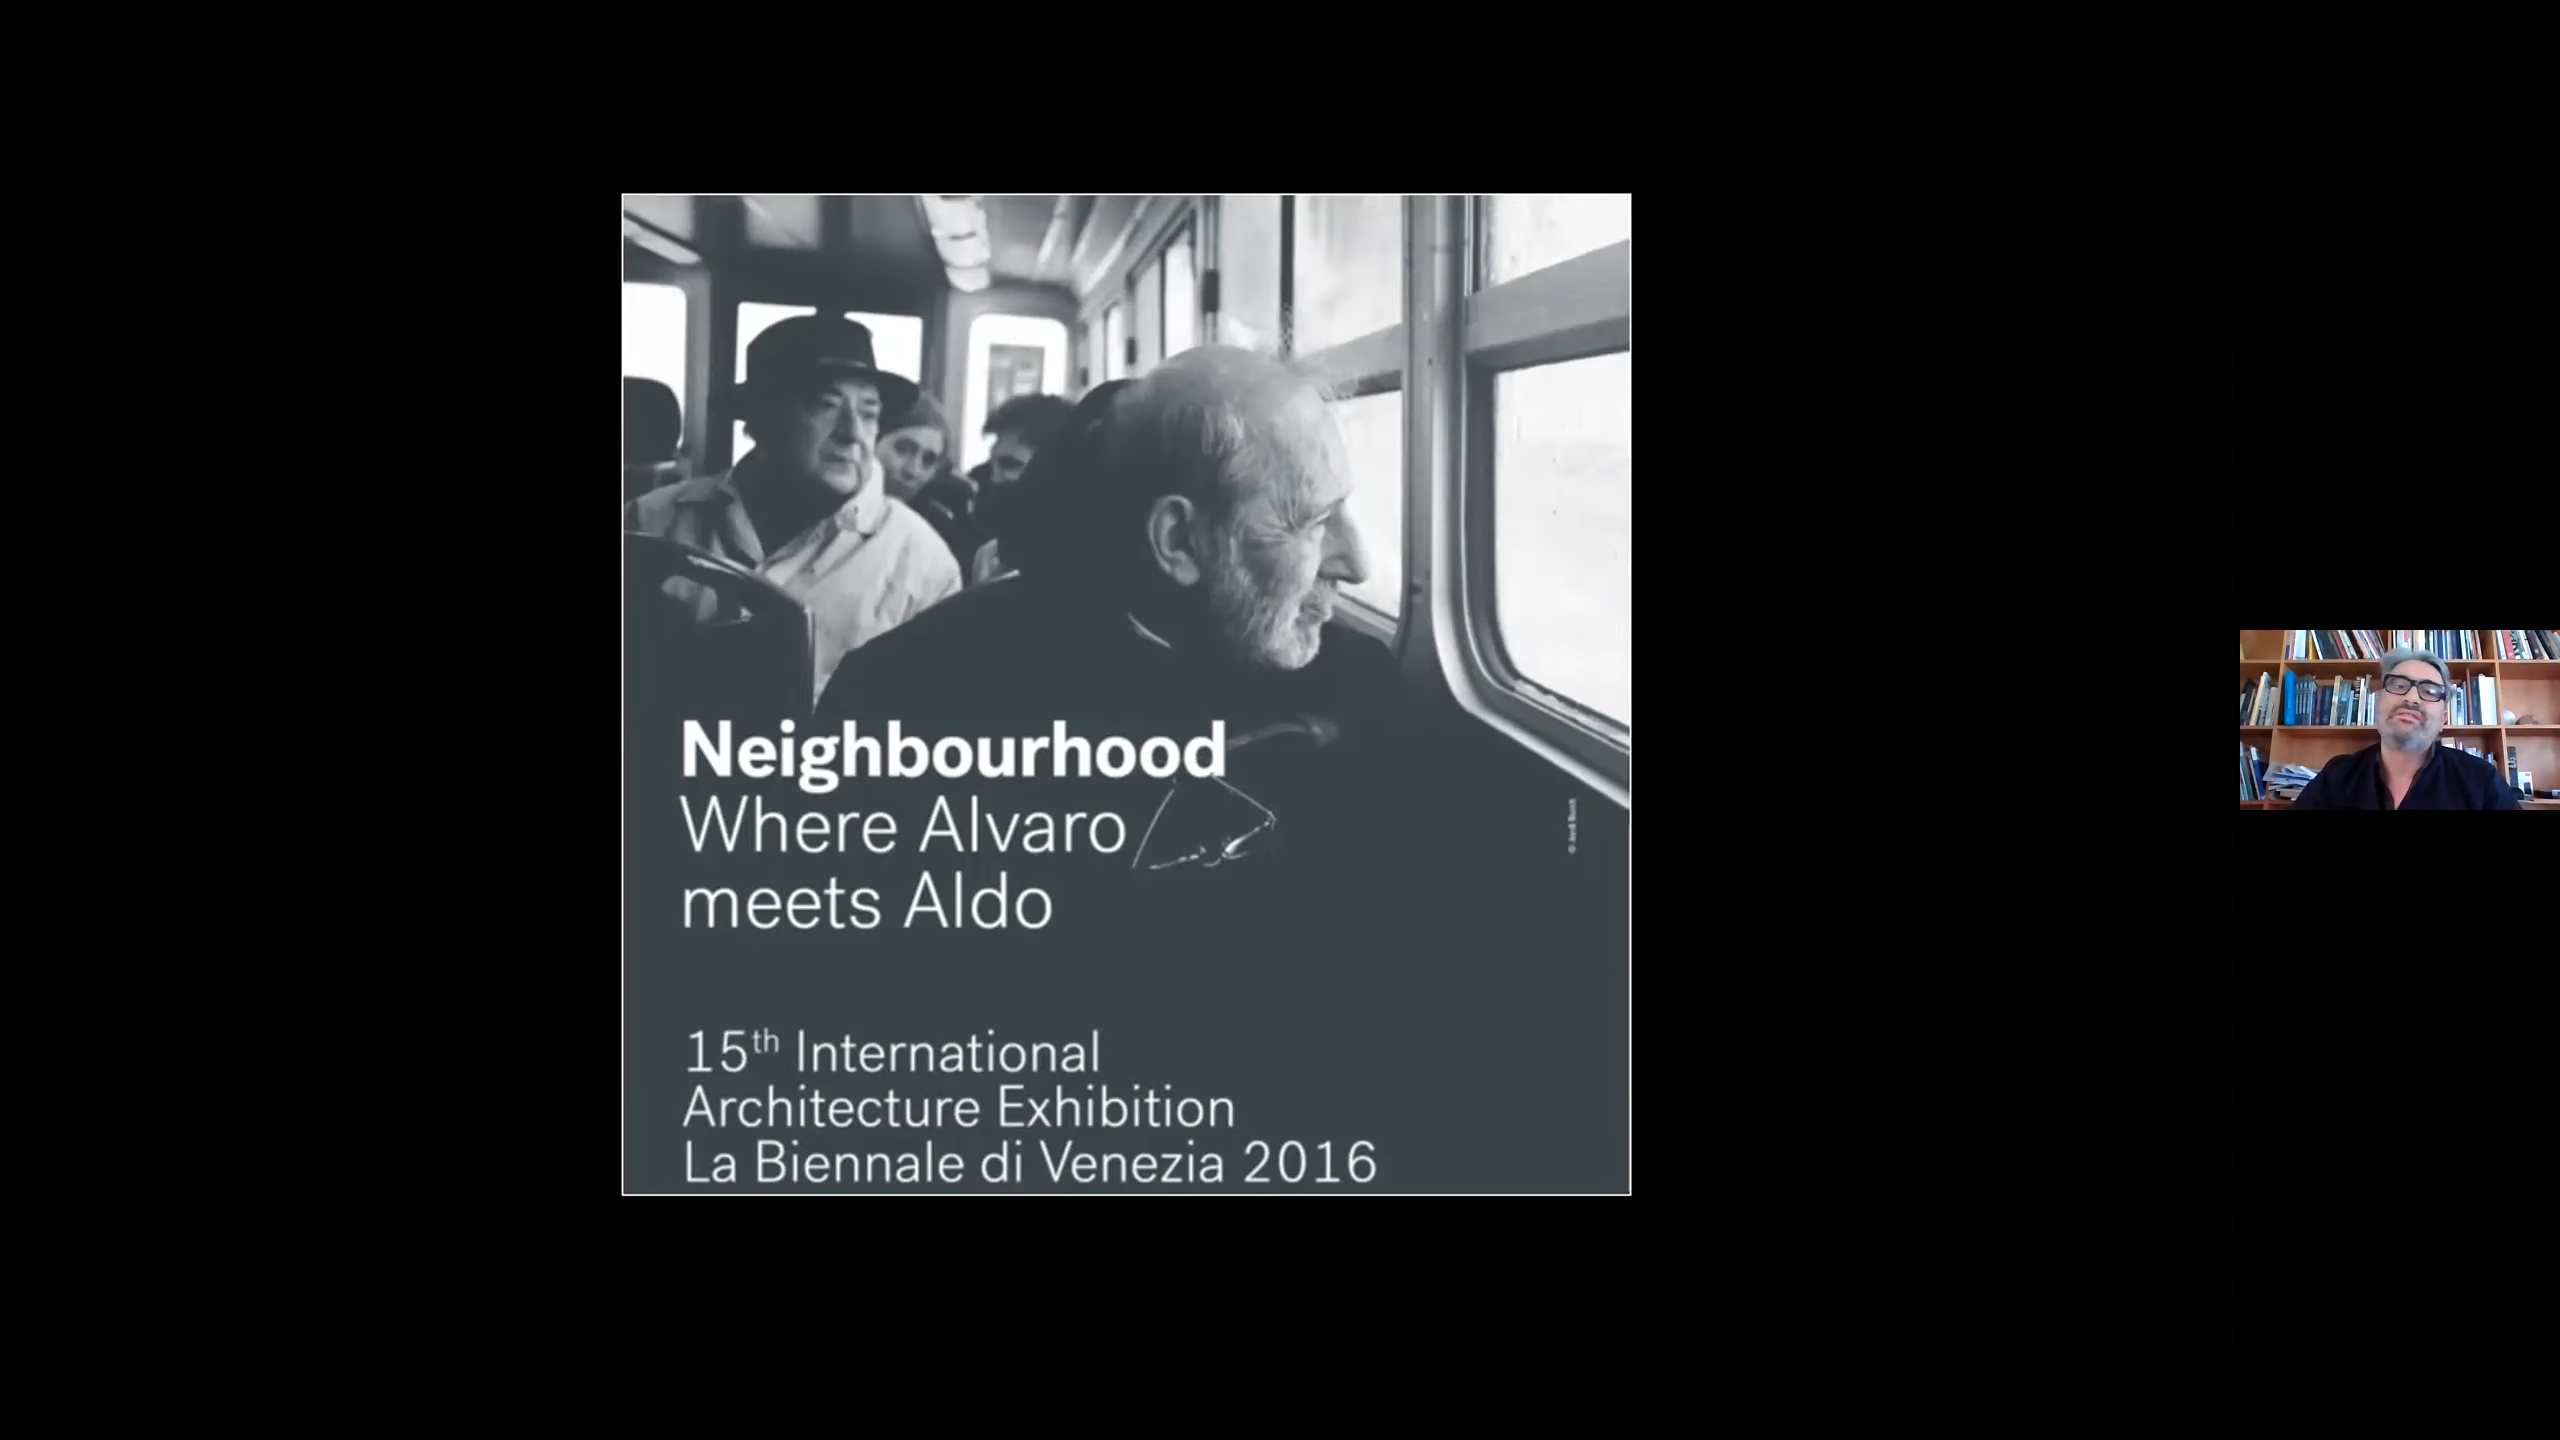 Neighbourhood
Where Alvaro
meets Aldo
15th International
Architecture Exhibition
La Biennale di Venezia 2016